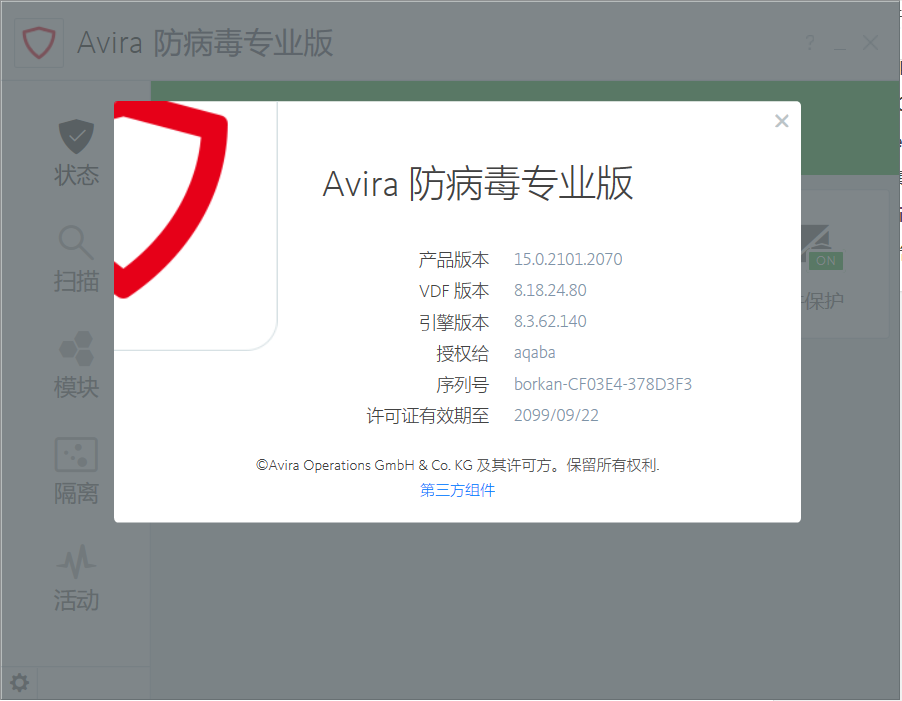 Avira 防病毒专业版
?
状态
扫描
模块
隔离
活动
Avira 防病毒专业版
产品版本 15.0.2101.2070
VDF 版本 8.18.24.80
引擎版本 8.3.62.140
授权给 aqaba
序列号 borkan-CF03E4-378D3F3
许可证有效期至 2099/09/22
©Avira Operations GmbH & Co. KG 及其许可方。保留所有权利.
第三方组件
ON
保护